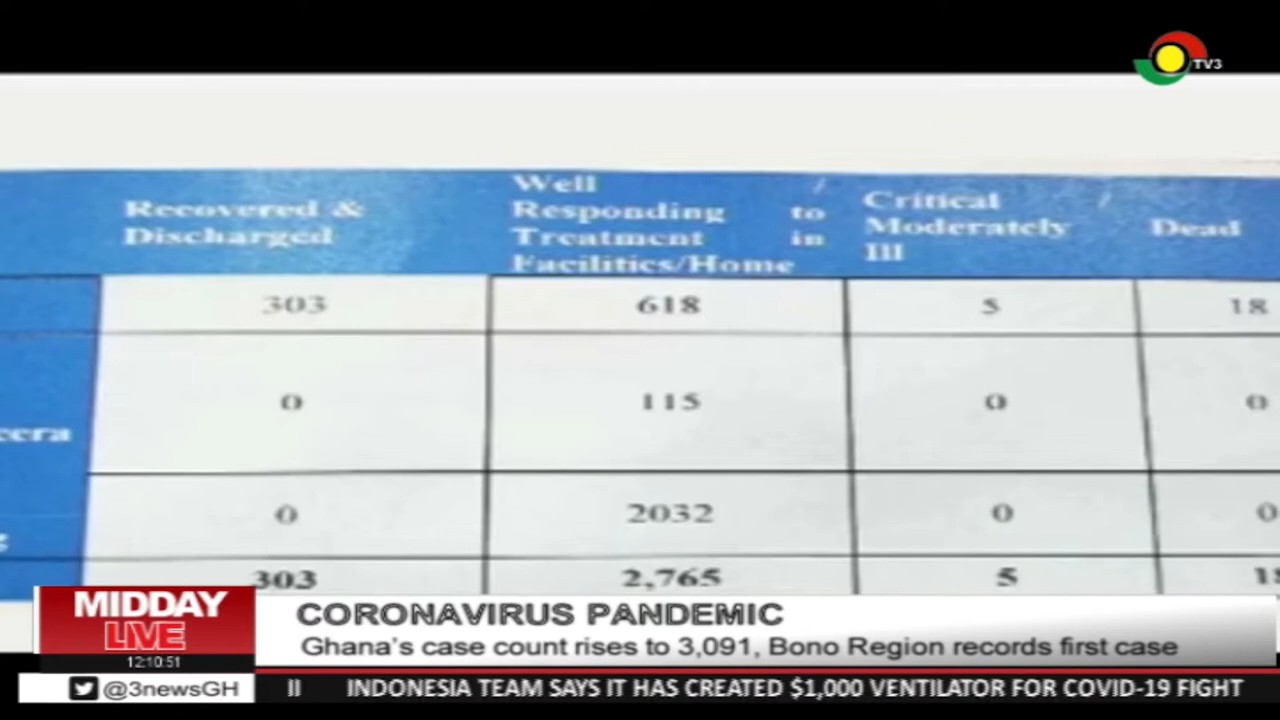 TV3
Well /
Recovered & Responding to Critical /
Discharged Treatment in Moderately Dead
Facilities/Home Ill
303 618 5 18
0 115 0 0
0 2032 0 0
303 2,765 5
MIDDAY
LIVE
12:10:51
CORONAVIRUS PANDEMIC
Ghana's case count rises to 3,091, Bono Region records first case
@3newsGH
INDONESIA TEAM SAYS IT HAS CREATED $1,000 VENTILATOR FOR COVID-19 FIGHT